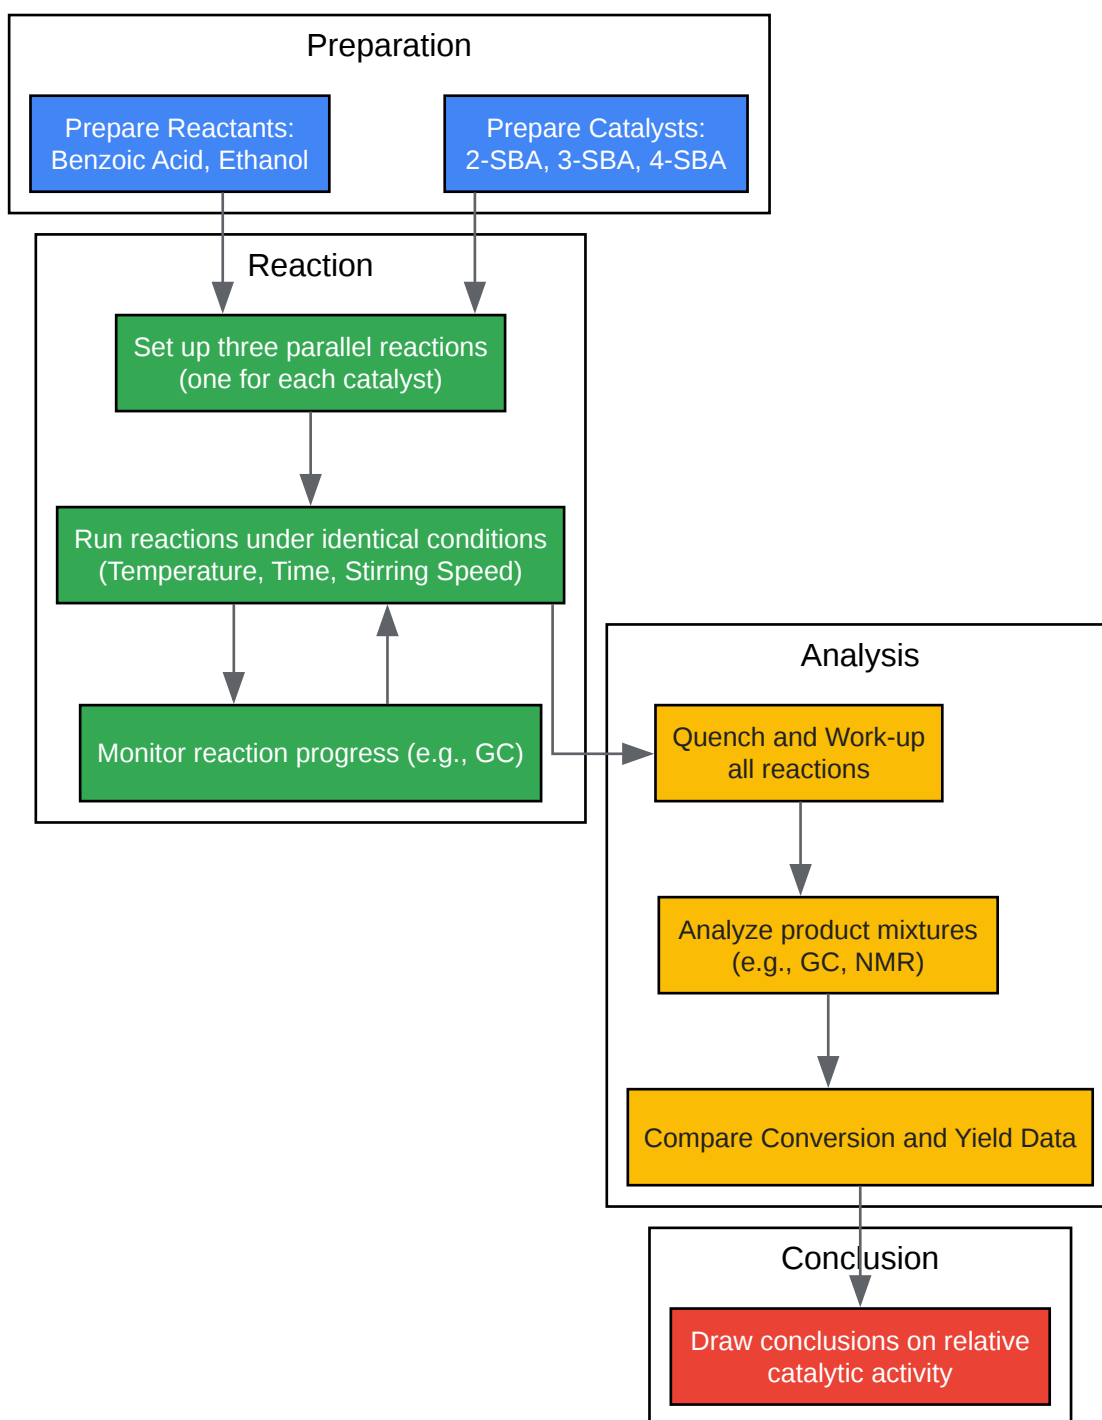 Preparation
Prepare Reactants:
Benzoic Acid, Ethanol
Prepare Catalysts:
2-SBA, 3-SBA, 4-SBA
Reaction
Set up three parallel reactions
(one for each catalyst)
Run reactions under identical conditions
(Temperature, Time, Stirring Speed)
Monitor reaction progress (e.g., GC)
Analysis
Quench and Work-up
all reactions
Analyze product mixtures
(e.g., GC, NMR)
Compare Conversion and Yield Data
Conclusion
Draw conclusions on relative
catalytic activity